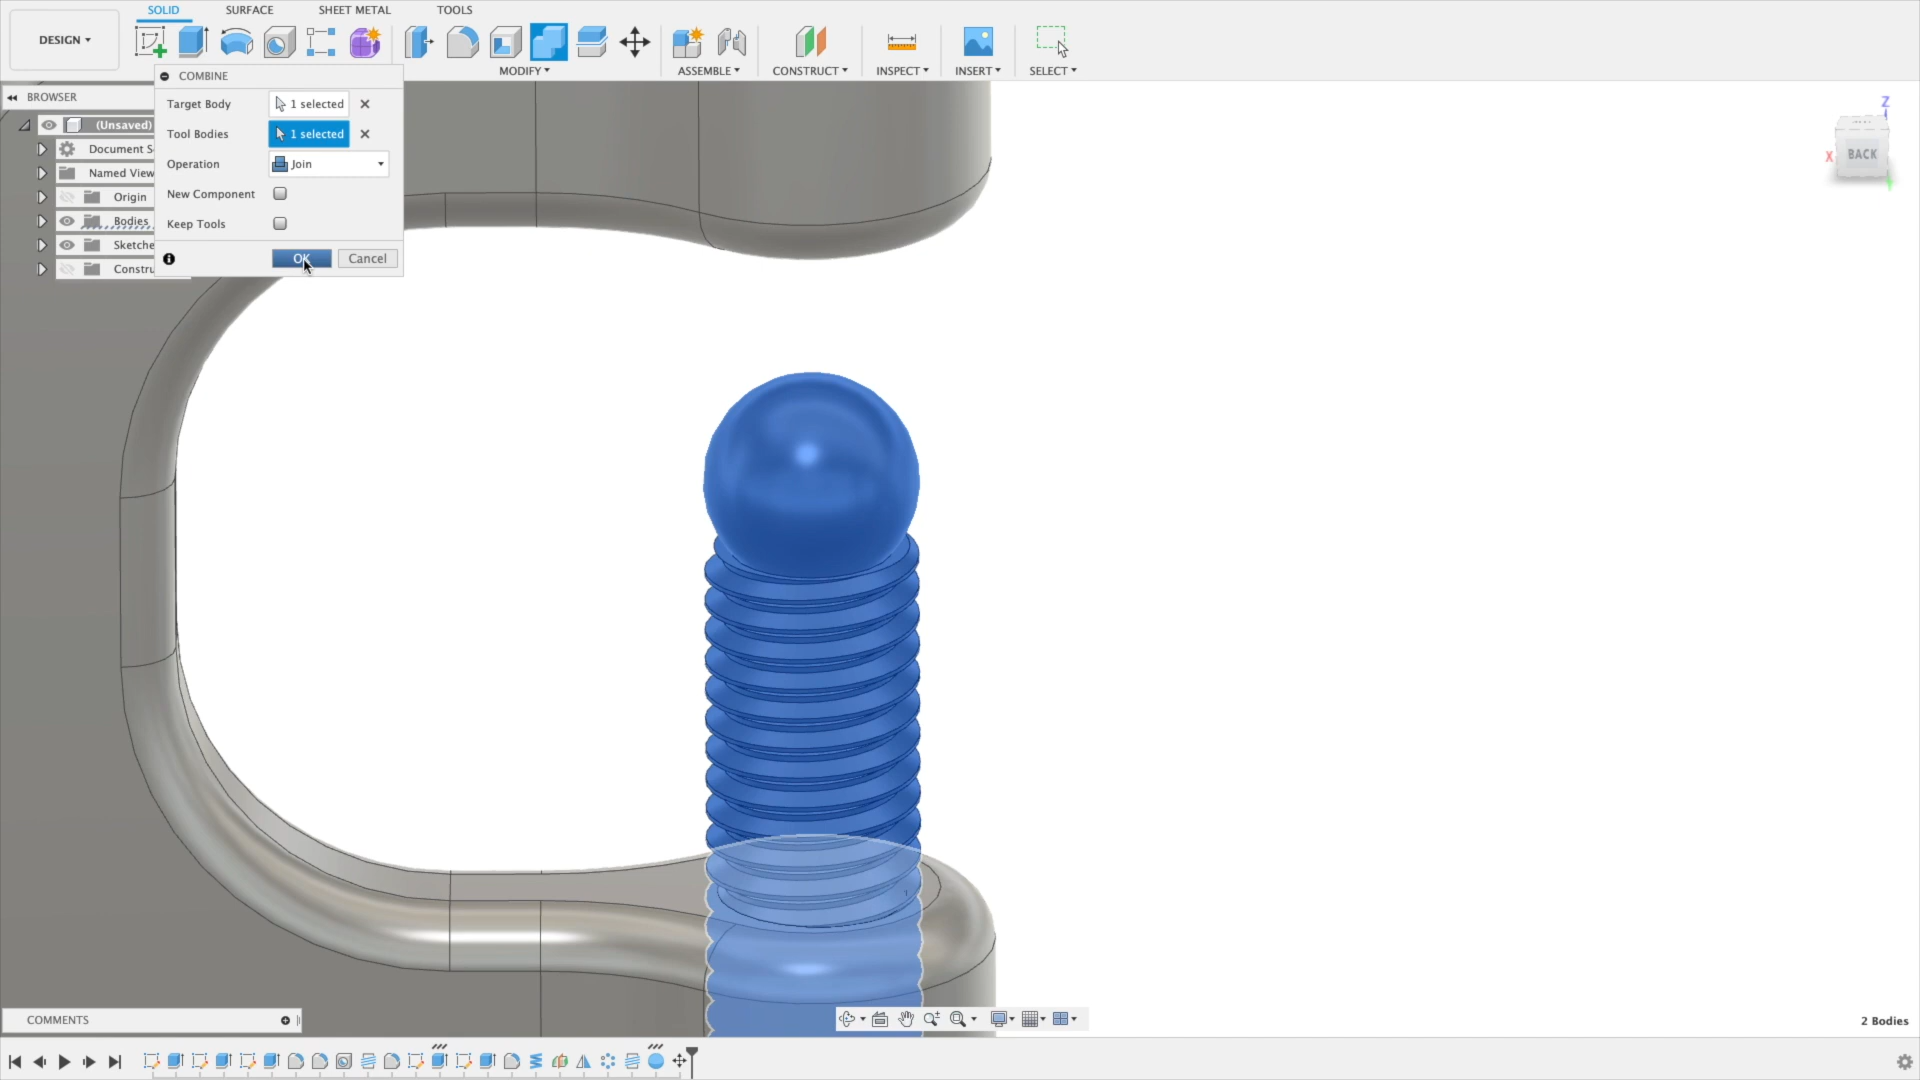 SOLID SURFACE SHEET METAL TOOLS
DESIGN
MODIFY ASSEMBLE CONSTRUCT INSPECT INSERT SELECT
COMBINE
Target Body 1 selected
Tool Bodies 1 selected
Operation Join
New Component
Keep Tools
OK Cancel
BROWSER
(Unsaved)
Document S
Named View
Origin
Bodies
Sketche
Constru
Z
X
BACK
COMMENTS
2 Bodies